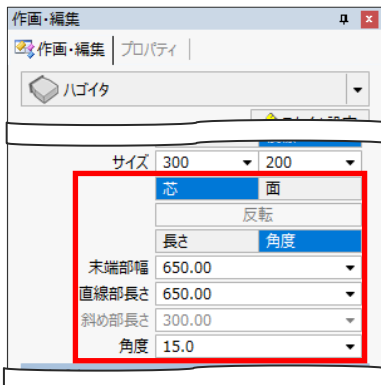 作画・編集
作画・編集 プロパティ
ハゴイタ
サイズ 300 200
芯 面
反転
長さ 角度
末端部幅 650.00
直線部長さ 650.00
斜め部長さ 300.00
角度 15.0